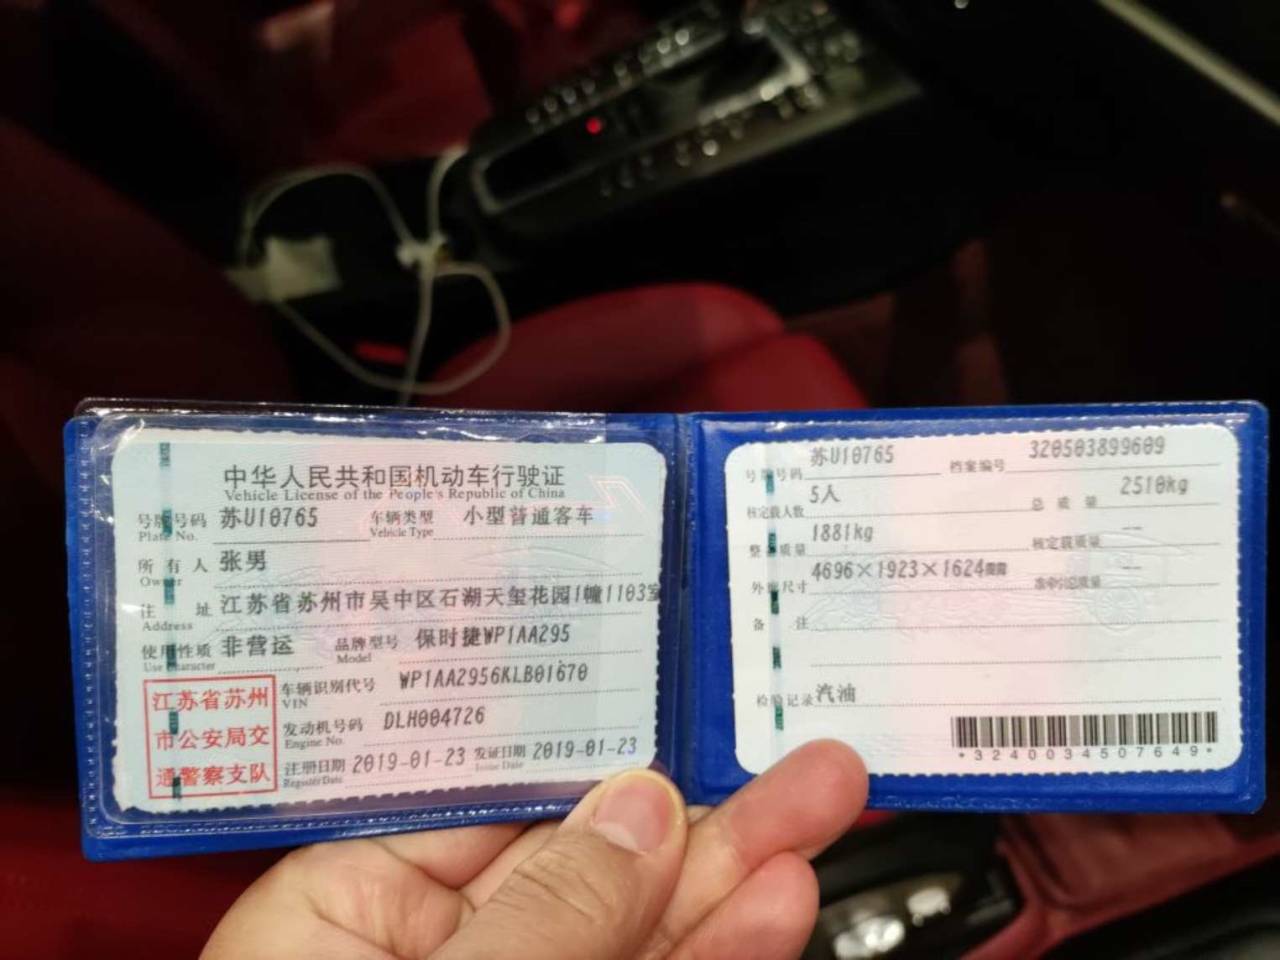 中华人民共和国机动车行驶证
Vehicle License of the People's Republic of China
号牌号码 苏U10765 车辆类型 小型普通客车
Plate No. Vehicle Type
所有人 张男
Owner
住址 江苏省苏州市吴中区石湖天玺花园1幢1103室
Address
使用性质 非营运 品牌型号 保时捷WP1AA295
Use Character Model
江苏省苏州
市公安局交
通警察支队
车辆识别代号 WP1AA2956KLB01670
VIN
发动机号码 DLH004726
Engine No.
注册日期 2019-01-23 发证日期 2019-01-23
Register Date Issue Date
号牌号码 苏U10765 档案编号 320503899609
核定载人数 5人 总质量 2510kg
整备质量 1881kg 核定载质量 --
外廓尺寸 4696×1923×1624mm 准牵引总质量 --
备注
检验记录 汽油
*3240034507649*